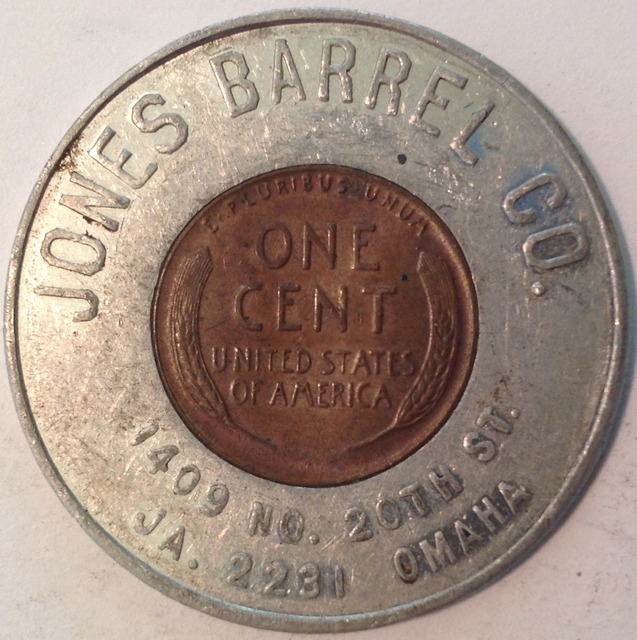 JONES BARREL CO.
E·PLURIBUS·UNUM
ONE
CENT
UNITED STATES
OF AMERICA
1409 NO. 20TH ST.
JA. 2231 OMAHA